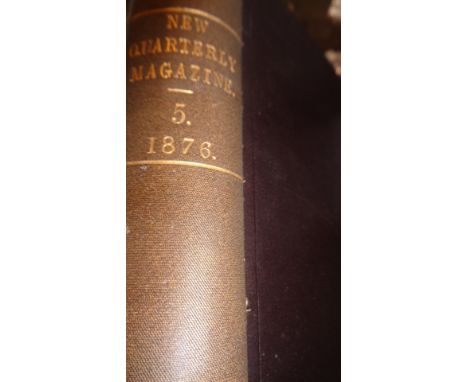 NEW
QUARTERLY
MAGAZINE.
5.
1876.